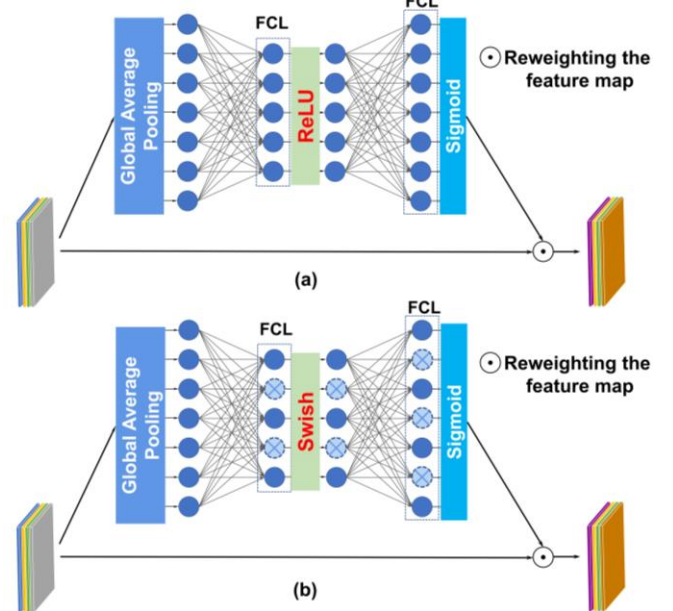 FCL
FCL
Global Average
Pooling
ReLU
Sigmoid
Reweighting the
feature map
(a)
FCL
FCL
Global Average
Pooling
Swish
Sigmoid
Reweighting the
feature map
(b)